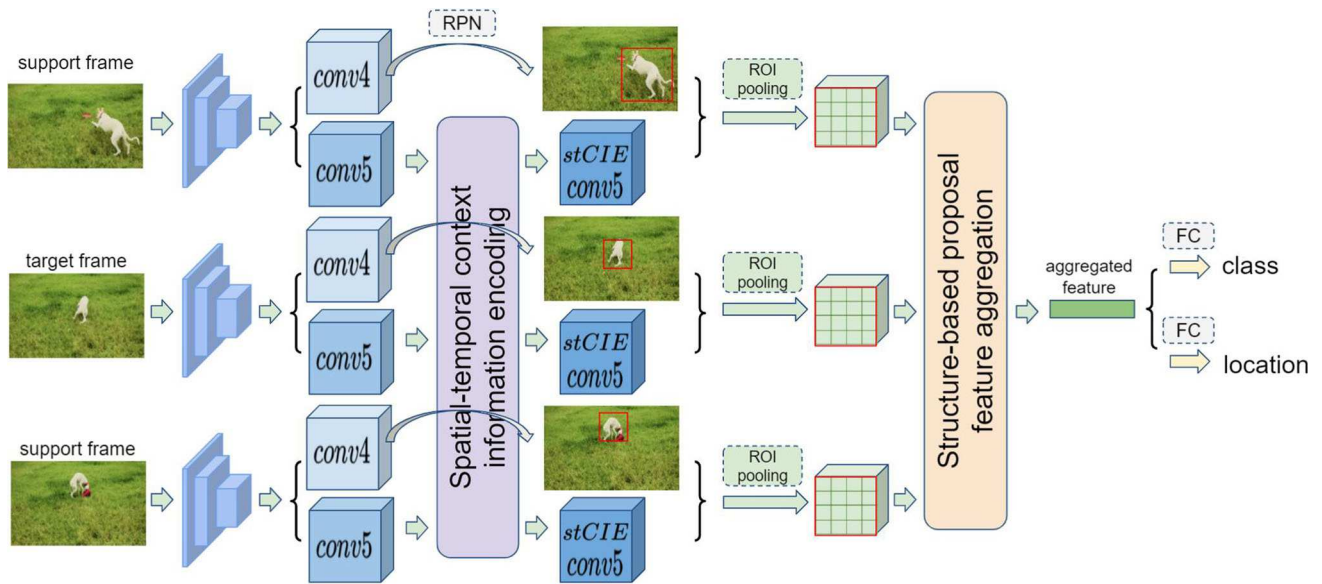 RPN
support frame
conv4
ROI
pooling
conv5
stCIE
conv5
target frame
conv4
ROI
pooling
conv5
stCIE
conv5
support frame
conv4
ROI
pooling
conv5
stCIE
conv5
Spatial-temporal context
information encoding
Structure-based proposal
feature aggregation
aggregated
feature
FC
class
FC
location